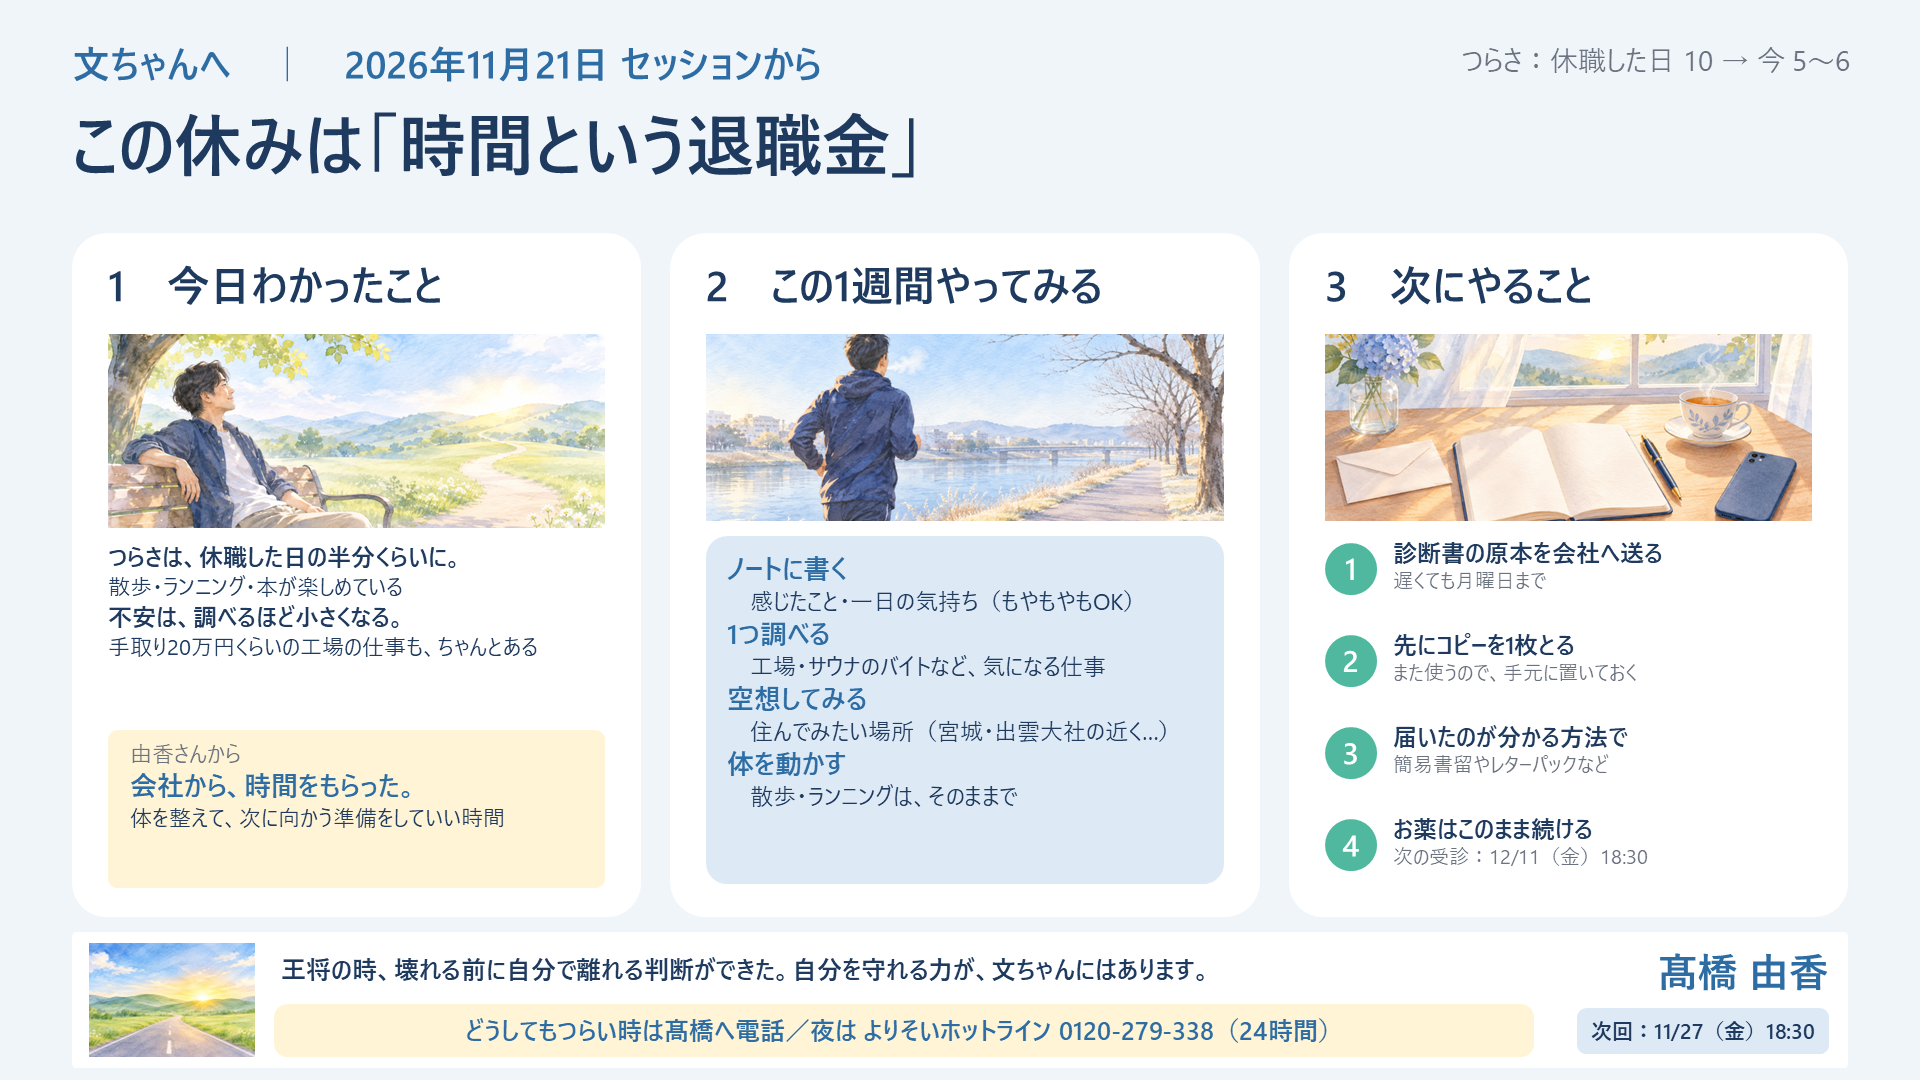 文ちゃんへ ｜ 2026年11月21日 セッションから
つらさ：休職した日 10 → 今 5〜6
この休みは「時間という退職金」
1 今日わかったこと
つらさは、休職した日の半分くらいに。
散歩・ランニング・本が楽しめている
不安は、調べるほど小さくなる。
手取り20万円くらいの工場の仕事も、ちゃんとある
由香さんから
会社から、時間をもらった。
体を整えて、次に向かう準備をしていい時間
2 この1週間やってみる
ノートに書く
感じたこと・一日の気持ち（もやもやもOK）
1つ調べる
工場・サウナのバイトなど、気になる仕事
空想してみる
住んでみたい場所（宮城・出雲大社の近く…）
体を動かす
散歩・ランニングは、そのままで
3 次にやること
1 診断書の原本を会社へ送る
遅くても月曜日まで
2 先にコピーを1枚とる
また使うので、手元に置いておく
3 届いたのが分かる方法で
簡易書留やレターパックなど
4 お薬はこのまま続ける
次の受診：12/11（金）18:30
王将の時、壊れる前に自分で離れる判断ができた。自分を守れる力が、文ちゃんにはあります。
どうしてもつらい時は髙橋へ電話／夜は よりそいホットライン 0120-279-338（24時間）
髙橋 由香
次回：11/27（金）18:30